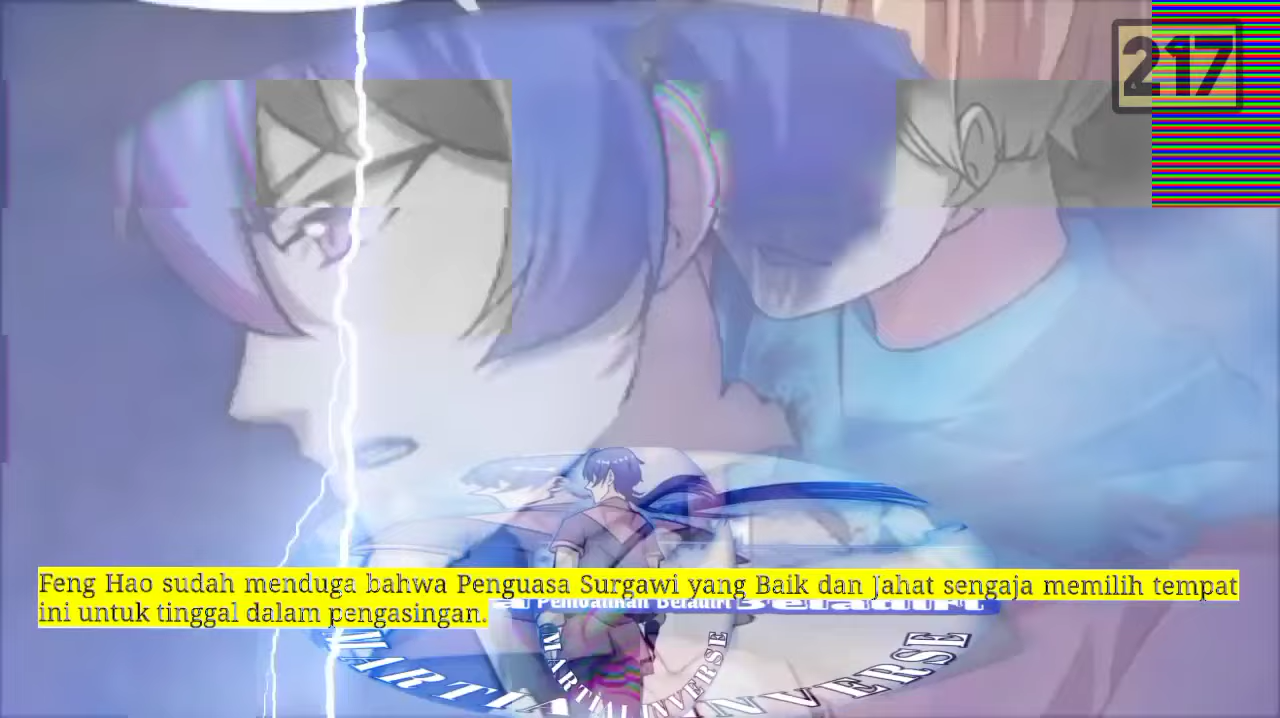 217
Feng Hao sudah menduga bahwa Penguasa Surgawi yang Baik dan Jahat sengaja memilih tempat
ini untuk tinggal dalam pengasingan.
Beladiri
MARTIAL INVERSE